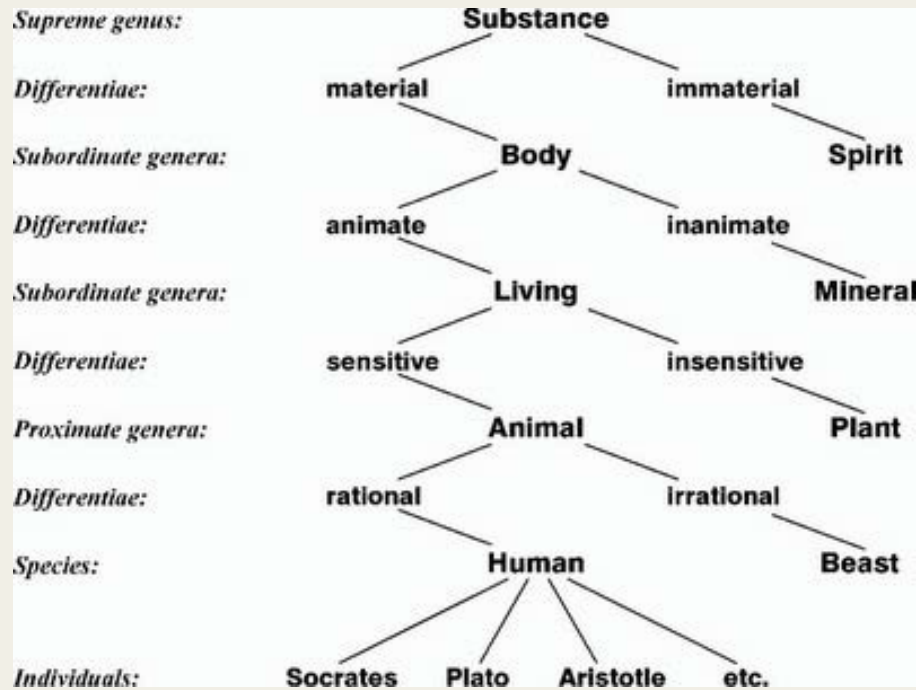 Supreme genus: Substance
Differentiae: material immaterial
Subordinate genera: Body Spirit
Differentiae: animate inanimate
Subordinate genera: Living Mineral
Differentiae: sensitive insensitive
Proximate genera: Animal Plant
Differentiae: rational irrational
Species: Human Beast
Individuals: Socrates Plato Aristotle etc.